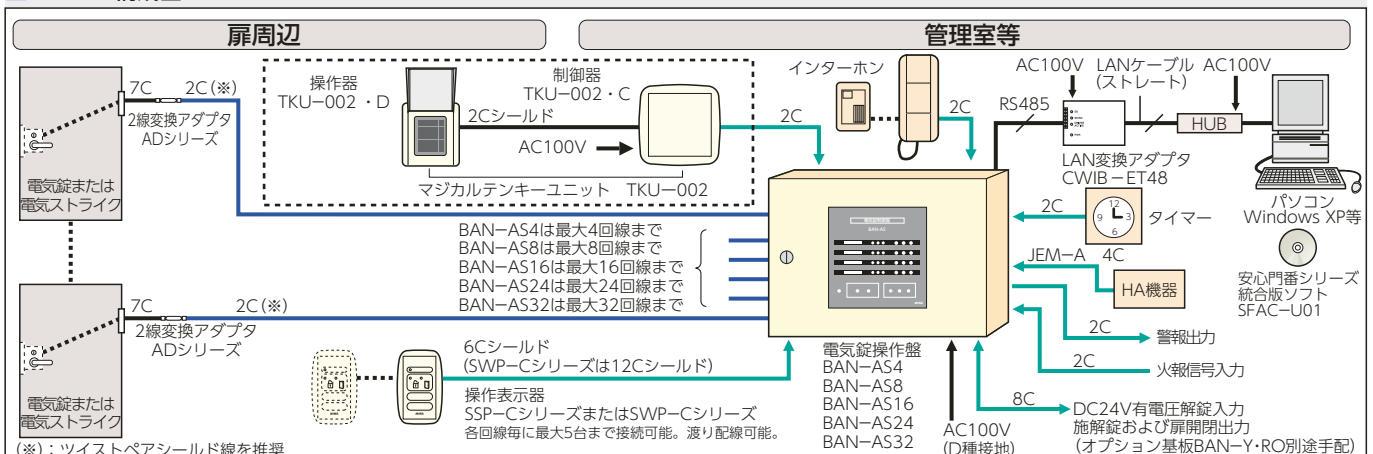 扉周辺
管理室等
7C
2C(※)
2線変換アダプタ
ADシリーズ
電気錠または
電気ストライク
操作器
TKU−002 ・D
制御器
TKU−002・C
2Cシールド
AC100V
マジカルテンキーユニット TKU−002
2C
インターホン
2C
RS485
AC100V
LANケーブル
(ストレート)
AC100V
HUB
LAN変換アダプタ
CWIB−ET48
パソコン
Windows XP等
安心門番シリーズ
統合版ソフト
SFAC−U01
2C
12
3
6
9
タイマー
JEM−A
4C
HA機器
2C
警報出力
2C
火報信号入力
8C
DC24V有電圧解錠入力
施解錠および扉開閉出力
(オプション基板BAN−Y・RO別途手配)
AC100V
(D種接地)
BAN−AS4は最大4回線まで
BAN−AS8は最大8回線まで
BAN−AS16は最大16回線まで
BAN−AS24は最大24回線まで
BAN−AS32は最大32回線まで
BAN-AS
電気錠操作盤
BAN−AS4
BAN−AS8
BAN−AS16
BAN−AS24
BAN−AS32
7C
2C(※)
2線変換アダプタ
ADシリーズ
電気錠または
電気ストライク
6Cシールド
(SWP−Cシリーズは12Cシールド)
操作表示器
SSP−CシリーズまたはSWP−Cシリーズ
各回線毎に最大5台まで接続可能。渡り配線可能。
(※)：ツイストペアシールド線を推奨